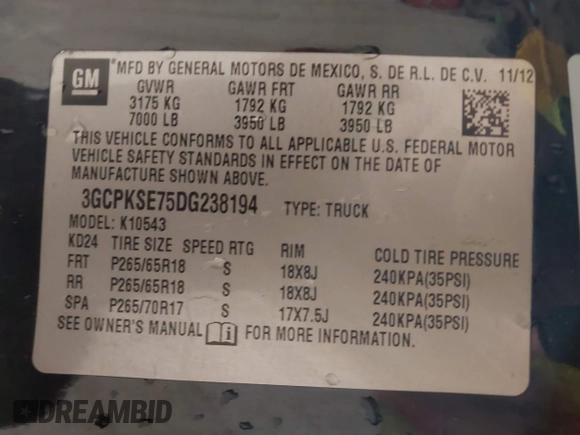 GM
MFD BY GENERAL MOTORS DE MEXICO, S. DE R.L. DE C.V. 11/12
GVWR GAWR FRT GAWR RR
3175 KG 1792 KG 1792 KG
7000 LB 3950 LB 3950 LB
THIS VEHICLE CONFORMS TO ALL APPLICABLE U.S. FEDERAL MOTOR
VEHICLE SAFETY STANDARDS IN EFFECT ON THE DATE OF
MANUFACTURE SHOWN ABOVE.
3GCPKSE75DG238194 TYPE: TRUCK
MODEL: K10543
KD24 TIRE SIZE SPEED RTG RIM COLD TIRE PRESSURE
FRT P265/65R18 S 18X8J 240KPA(35PSI)
RR P265/65R18 S 18X8J 240KPA(35PSI)
SPA P265/70R17 S 17X7.5J 240KPA(35PSI)
SEE OWNER'S MANUAL FOR MORE INFORMATION.
DREAMBID